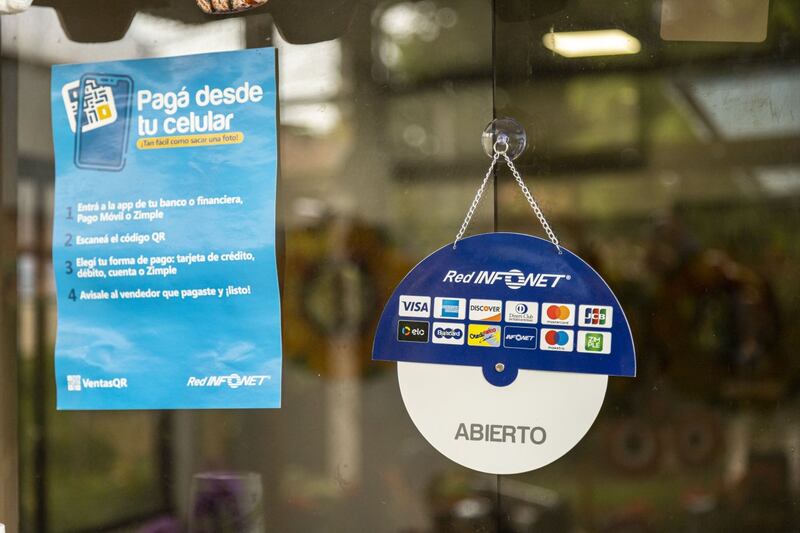 Pagá desde
tu celular
¡Tan fácil como sacar una foto!
1 Entrá a la app de tu banco o financiera,
Pago Móvil o Zimple
2 Escaneá el código QR
3 Elegí tu forma de pago: tarjeta de crédito,
débito, cuenta o Zimple
4 Avisale al vendedor que pagaste y ¡listo!
VentasQR
Red INFONET
Red INFONET®
VISA DISCOVER Diners Club mastercard JCB
elo Bancard INFONET maestro ZIMPLE
ABIERTO